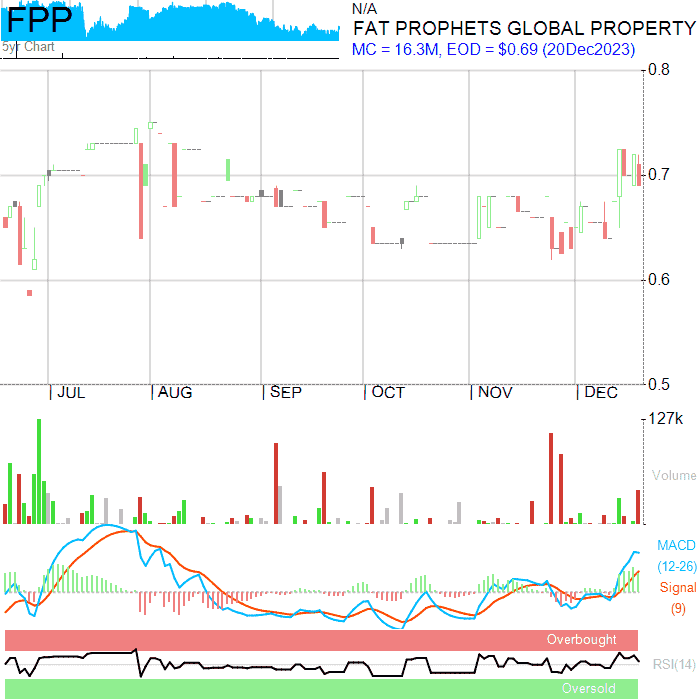 FPP
5yr Chart
N/A
FAT PROPHETS GLOBAL PROPERTY
MC = 16.3M, EOD = $0.69 (20Dec2023)
0.8
0.7
0.6
0.5
JUL
AUG
SEP
OCT
NOV
DEC
127k
Volume
MACD
(12-26)
Signal
(9)
Overbought
RSI(14)
Oversold